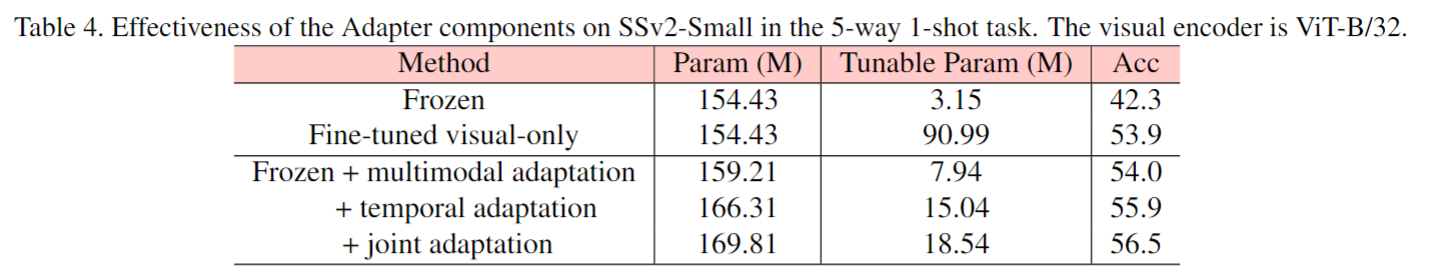 Table 4. Effectiveness of the Adapter components on SSv2-Small in the 5-way 1-shot task. The visual encoder is ViT-B/32.
Method Param (M) Tunable Param (M) Acc
Frozen 154.43 3.15 42.3
Fine-tuned visual-only 154.43 90.99 53.9
Frozen + multimodal adaptation 159.21 7.94 54.0
+ temporal adaptation 166.31 15.04 55.9
+ joint adaptation 169.81 18.54 56.5